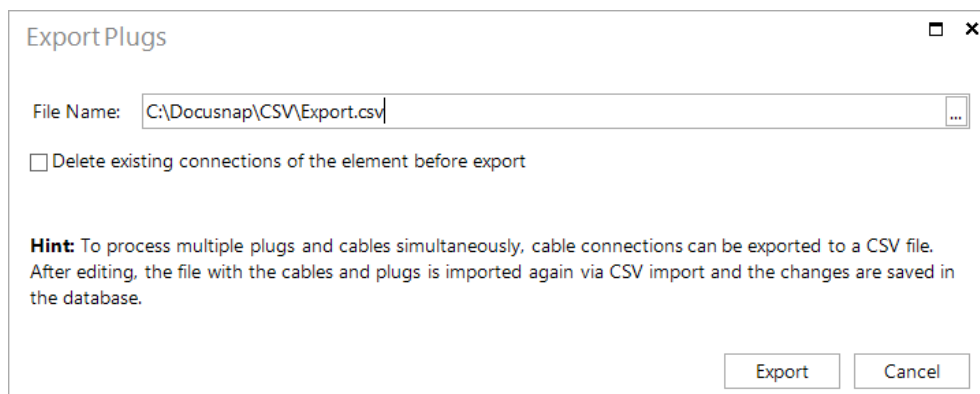 Export Plugs
File Name: C:\Docusnap\CSV\Export.csv ...
Delete existing connections of the element before export
Hint: To process multiple plugs and cables simultaneously, cable connections can be exported to a CSV file.
After editing, the file with the cables and plugs is imported again via CSV import and the changes are saved in
the database.
Export Cancel